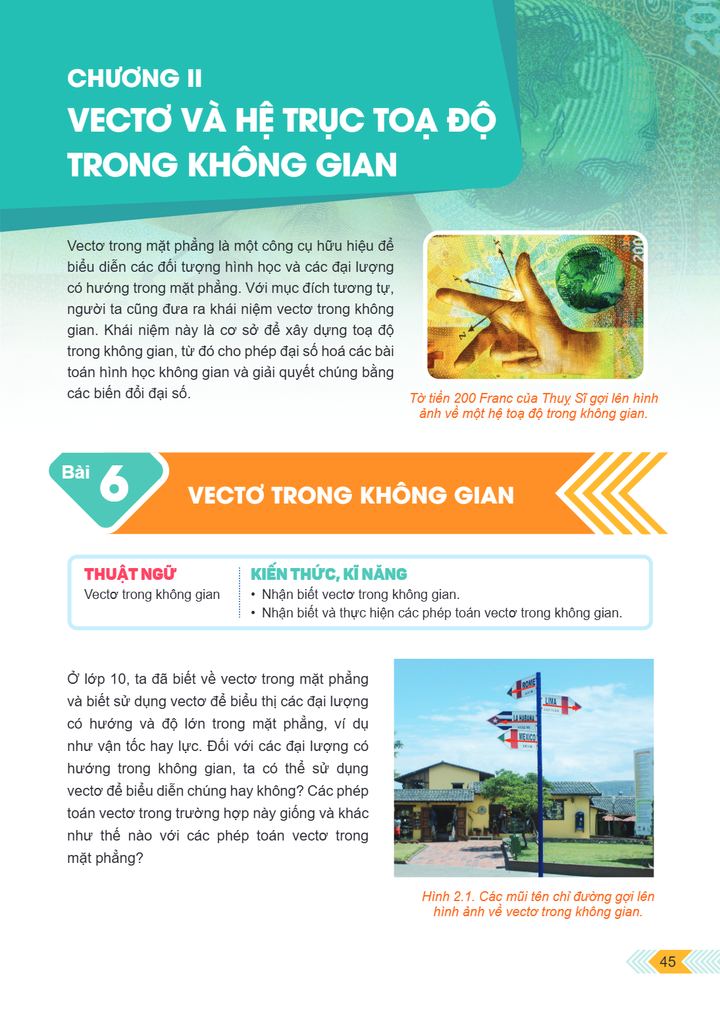 CHƯƠNG II
VECTƠ VÀ HỆ TRỤC TOẠ ĐỘ
TRONG KHÔNG GIAN
Vectơ trong mặt phẳng là một công cụ hữu hiệu để
biểu diễn các đối tượng hình học và các đại lượng
có hướng trong mặt phẳng. Với mục đích tương tự,
người ta cũng đưa ra khái niệm vectơ trong không
gian. Khái niệm này là cơ sở để xây dựng toạ độ
trong không gian, từ đó cho phép đại số hoá các bài
toán hình học không gian và giải quyết chúng bằng
các biến đổi đại số.
200
Tờ tiền 200 Franc của Thuỵ Sĩ gợi lên hình
ảnh về một hệ toạ độ trong không gian.
Bài 6
VECTƠ TRONG KHÔNG GIAN
THUẬT NGỮ
Vectơ trong không gian
KIẾN THỨC, KĨ NĂNG
• Nhận biết vectơ trong không gian.
• Nhận biết và thực hiện các phép toán vectơ trong không gian.
Ở lớp 10, ta đã biết về vectơ trong mặt phẳng
và biết sử dụng vectơ để biểu thị các đại lượng
có hướng và độ lớn trong mặt phẳng, ví dụ
như vận tốc hay lực. Đối với các đại lượng có
hướng trong không gian, ta có thể sử dụng
vectơ để biểu diễn chúng hay không? Các phép
toán vectơ trong trường hợp này giống và khác
như thế nào với các phép toán vectơ trong
mặt phẳng?
ROME
LIMA
LA HABANA
MEXICO
Hình 2.1. Các mũi tên chỉ đường gợi lên
hình ảnh về vectơ trong không gian.
45